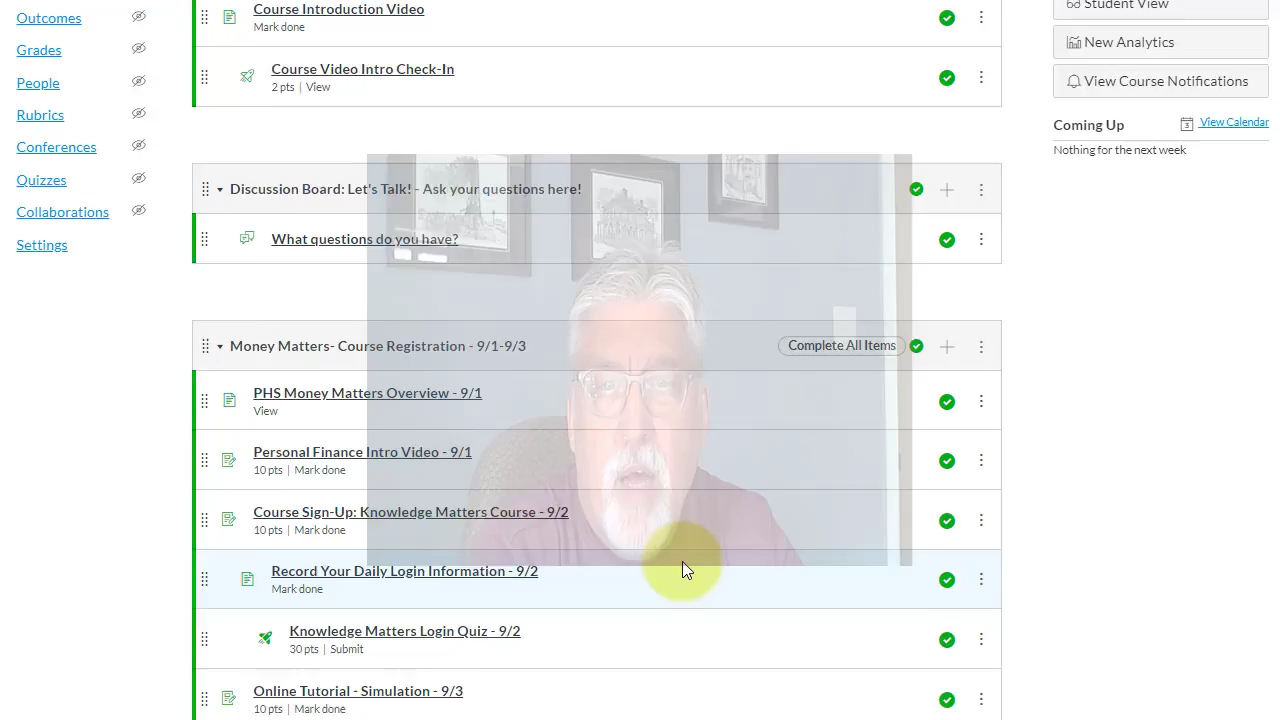 Outcomes
Grades
People
Rubrics
Conferences
Quizzes
Collaborations
Settings
Course Introduction Video
Mark done
Course Video Intro Check-In
2 pts | View
Discussion Board: Let's Talk! - Ask your questions here!
What questions do you have?
Money Matters- Course Registration - 9/1-9/3
Complete All Items
PHS Money Matters Overview - 9/1
View
Personal Finance Intro Video - 9/1
10 pts | Mark done
Course Sign-Up: Knowledge Matters Course - 9/2
10 pts | Mark done
Record Your Daily Login Information - 9/2
Mark done
Knowledge Matters Login Quiz - 9/2
30 pts | Submit
Online Tutorial - Simulation - 9/3
10 pts | Mark done
Student View
New Analytics
View Course Notifications
Coming Up
3 View Calendar
Nothing for the next week